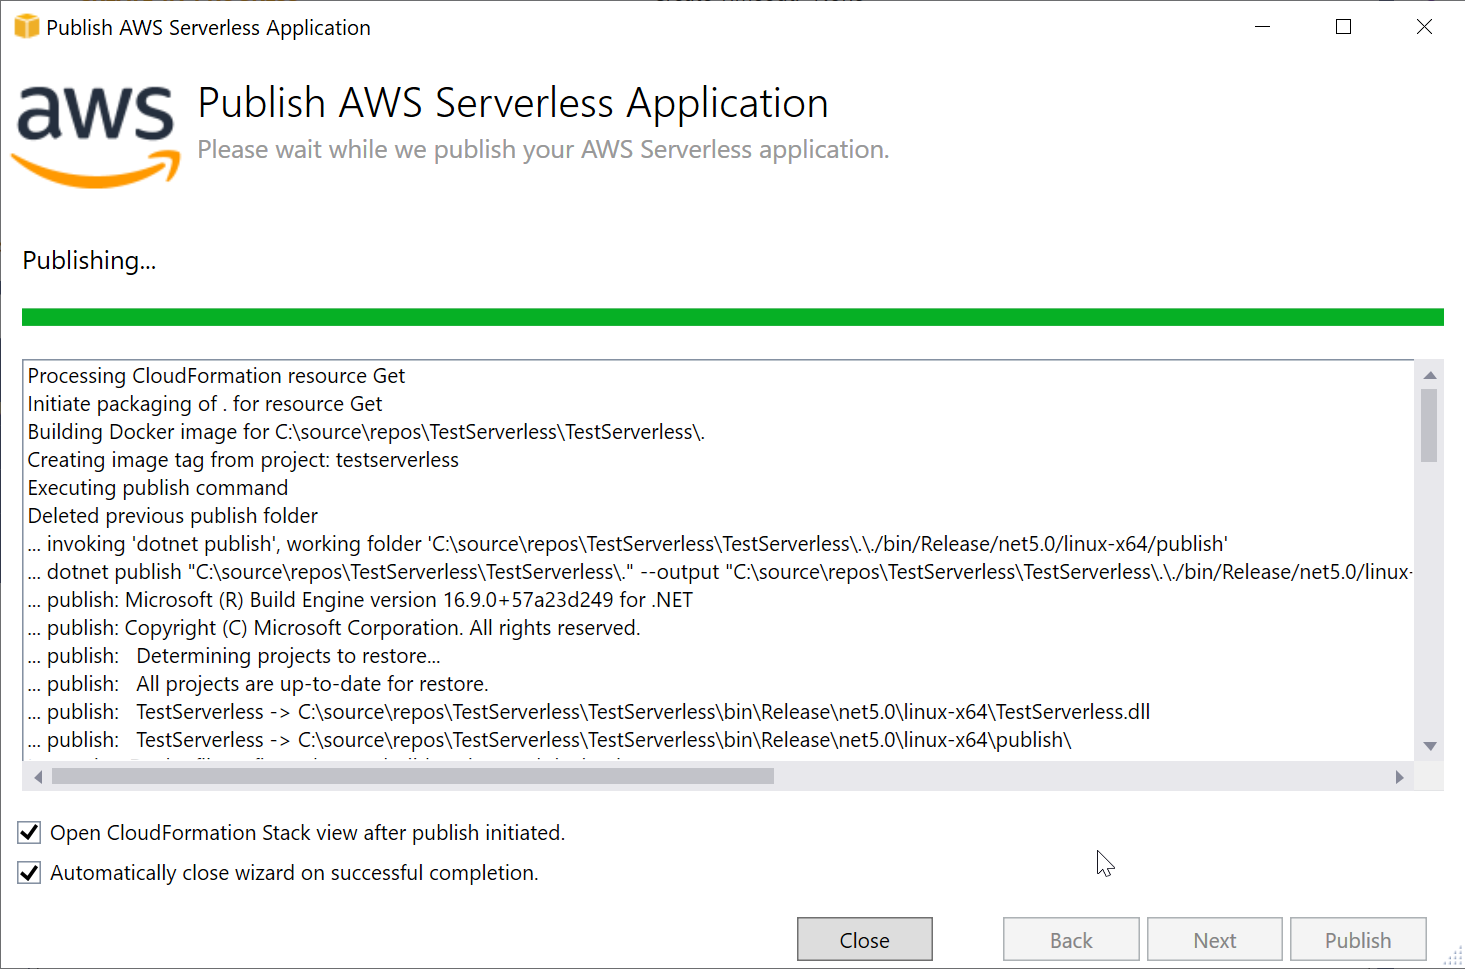 Publish AWS Serverless Application
aws
Publish AWS Serverless Application
Please wait while we publish your AWS Serverless application.
Publishing...
Processing CloudFormation resource Get
Initiate packaging of . for resource Get
Building Docker image for C:\source\repos\TestServerless\TestServerless\.
Creating image tag from project: testserverless
Executing publish command
Deleted previous publish folder
... invoking 'dotnet publish', working folder 'C:\source\repos\TestServerless\TestServerless\.\./bin/Release/net5.0/linux-x64/publish'
... dotnet publish "C:\source\repos\TestServerless\TestServerless\." --output "C:\source\repos\TestServerless\TestServerless\.\./bin/Release/net5.0/linux-
... publish: Microsoft (R) Build Engine version 16.9.0+57a23d249 for .NET
... publish: Copyright (C) Microsoft Corporation. All rights reserved.
... publish:   Determining projects to restore...
... publish:   All projects are up-to-date for restore.
... publish:   TestServerless -> C:\source\repos\TestServerless\TestServerless\bin\Release\net5.0\linux-x64\TestServerless.dll
... publish:   TestServerless -> C:\source\repos\TestServerless\TestServerless\bin\Release\net5.0\linux-x64\publish\
Open CloudFormation Stack view after publish initiated.
Automatically close wizard on successful completion.
Close Back Next Publish